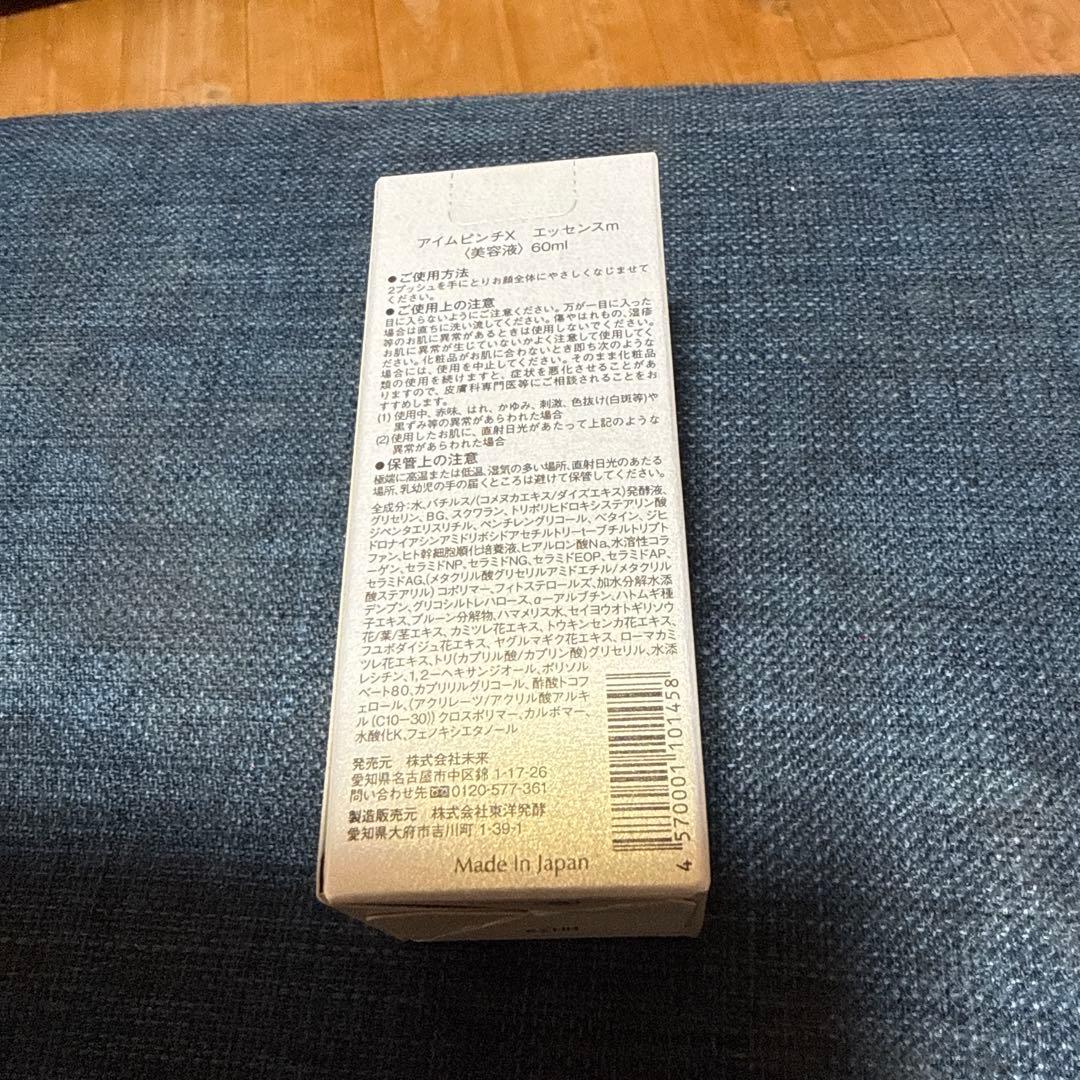 アイムピンチX エッセンスm
〈美容液〉60ml
●ご使用方法
2プッシュを手にとりお顔全体にやさしくなじませて
ください。
●ご使用上の注意
目に入らないようにご注意ください。万が一目に入った
場合は直ちに洗い流してください。傷やはれもの、湿疹
等のお肌に異常があるときは使用しないでください。
お肌に異常が生じていないかよく注意して使用してく
ださい。化粧品がお肌に合わないとき即ち次のような
場合には、使用を中止してください。そのまま化粧品
類の使用を続けますと、症状を悪化させることがあ
りますので、皮膚科専門医等にご相談されることをお
すすめします。
(1)使用中、赤味、はれ、かゆみ、刺激、色抜け(白斑等)や
黒ずみ等の異常があらわれた場合
(2)使用したお肌に、直射日光があたって上記のような
異常があらわれた場合
●保管上の注意
極端に高温または低温、湿気の多い場所、直射日光のあたる
場所、乳幼児の手の届くところは避けて保管してください。
全成分:水、バチルス/(コメヌカエキス/ダイズエキス)発酵液、
グリセリン、BG、スクワラン、トリポリヒドロキシステアリン酸
ジペンタエリスリチル、ペンチレングリコール、ベタイン、ジヒ
ドロナイアシンアミドリボシドアセチルトリ-t-ブチルトリプト
ファン、ヒト幹細胞順化培養液、ヒアルロン酸Na、水溶性コラ
ーゲン、セラミドNP、セラミドNG、セラミドEOP、セラミドAP、
セラミドAG、(メタクリル酸グリセリルアミドエチル/メタクリル
酸ステアリル)コポリマー、フィトステロールズ、加水分解水添
デンプン、グリコシルトレハロース、α-アルブチン、ハトムギ種
子エキス、プルーン分解物、ハマメリス水、セイヨウオトギリソウ
花/葉/茎エキス、カミツレ花エキス、トウキンセンカ花エキス、
フユボダイジュ花エキス、ヤグルマギク花エキス、ローマカミ
ツレ花エキス、トリ(カプリル酸/カプリン酸)グリセリル、水添
レシチン、1,2-ヘキサンジオール、ポリソル
ベート80、カプリリルグリコール、酢酸トコフ
ェロール、(アクリレーツ/アクリル酸アルキ
ル(C10-30))クロスポリマー、カルボマー、
水酸化K、フェノキシエタノール
発売元 株式会社未来
愛知県名古屋市中区錦 1-17-26
問い合わせ先 0120-577-361
製造販売元 株式会社東洋発酵
愛知県大府市吉川町 1-39-1
Made In Japan
4 570001 101458